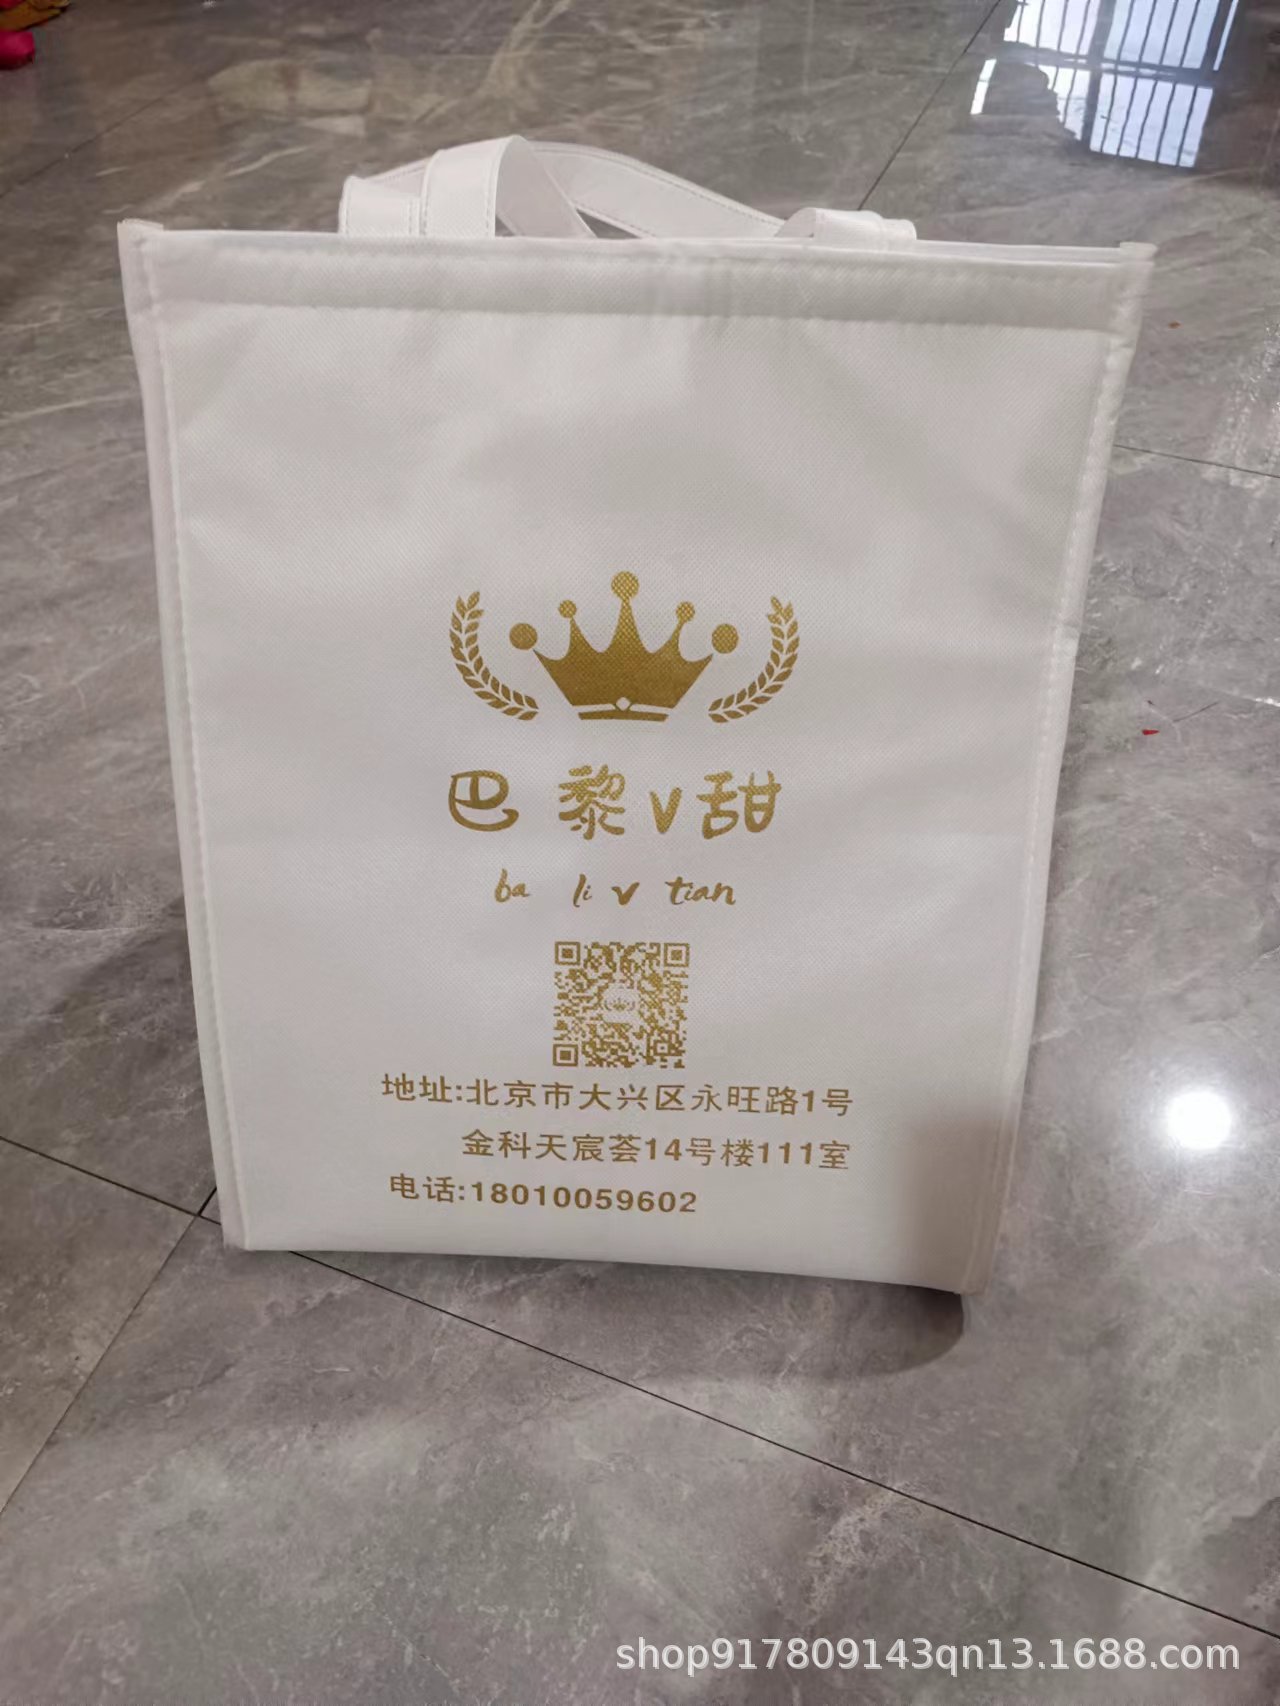 巴黎v甜
ba li v tian
地址:北京市大兴区永旺路1号
金科天宸荟14号楼111室
电话:18010059602
shop917809143qn13.1688.com